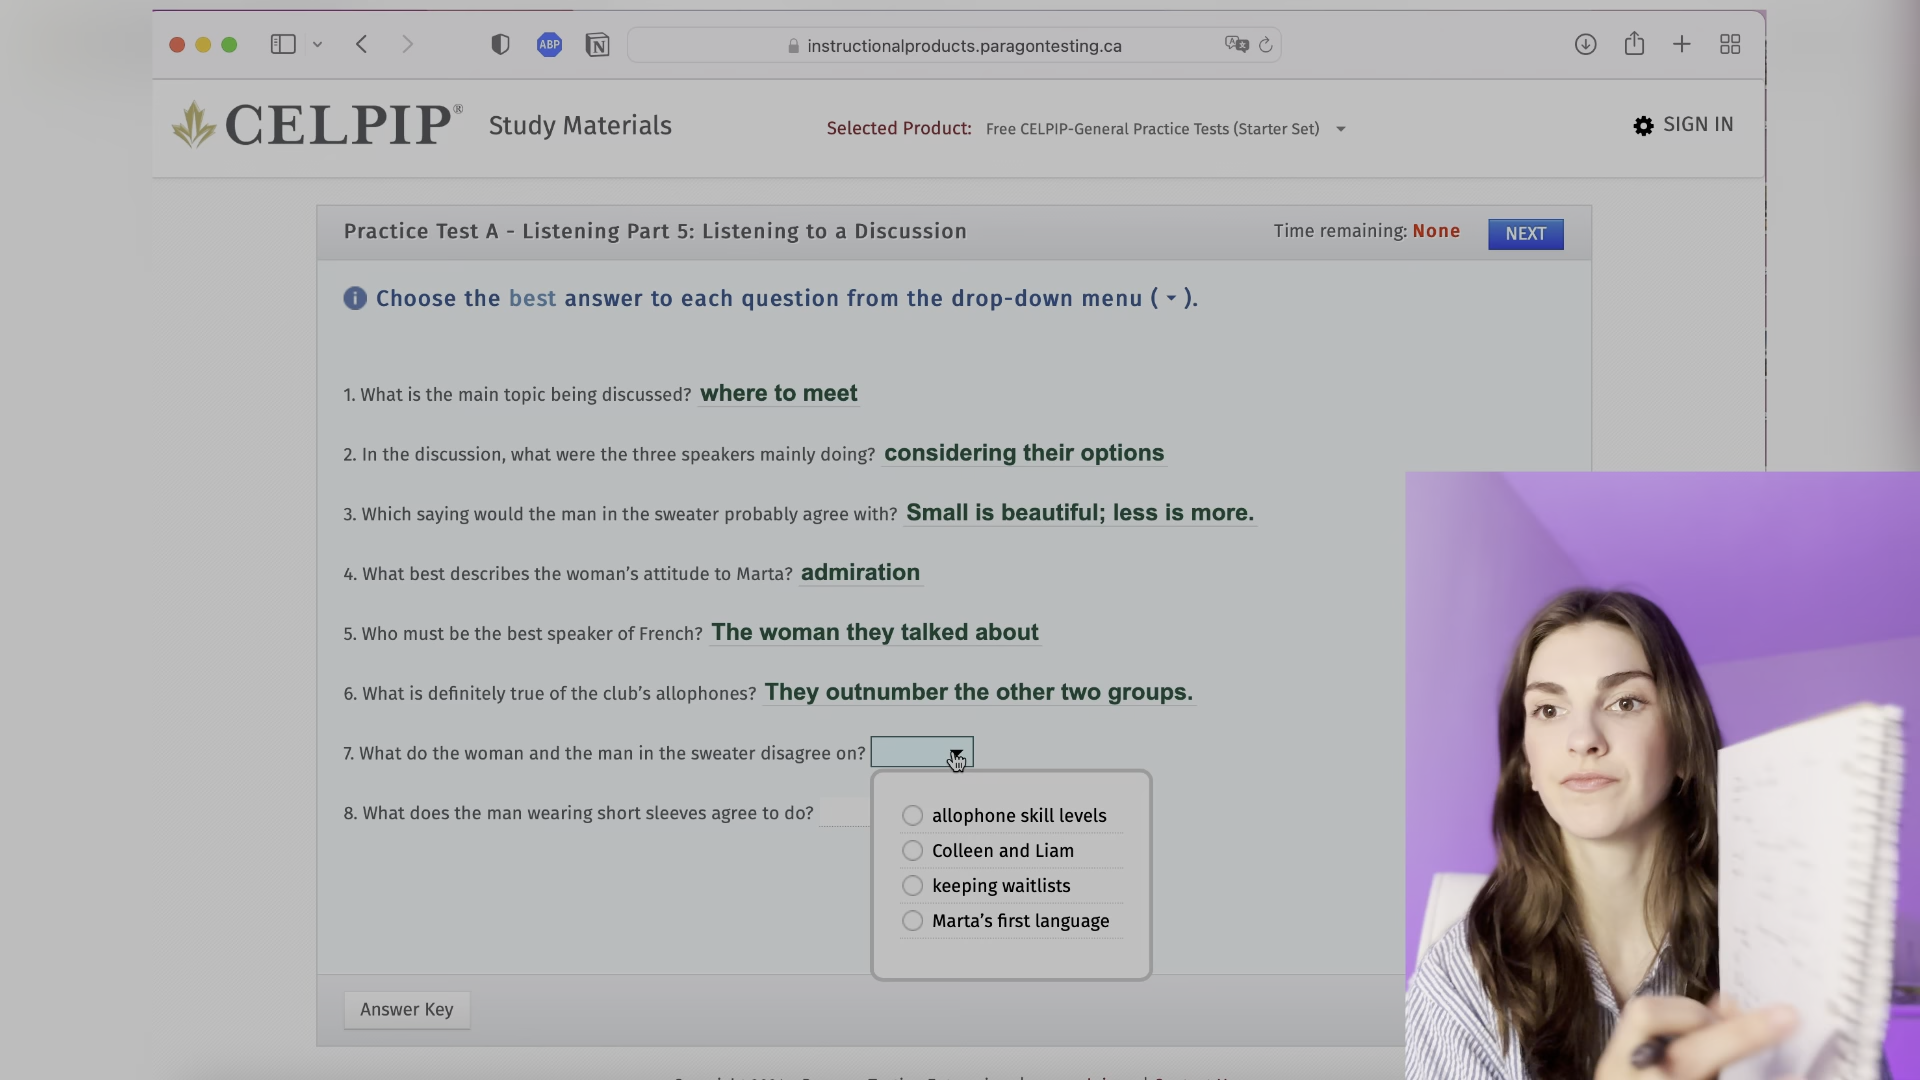 ABP
instructionalproducts.paragontesting.ca
CELPIP® Study Materials
Selected Product: Free CELPIP-General Practice Tests (Starter Set)
SIGN IN
Practice Test A - Listening Part 5: Listening to a Discussion
Time remaining: None
NEXT
Choose the best answer to each question from the drop-down menu ( ).
1. What is the main topic being discussed? where to meet
2. In the discussion, what were the three speakers mainly doing? considering their options
3. Which saying would the man in the sweater probably agree with? Small is beautiful; less is more.
4. What best describes the woman's attitude to Marta? admiration
5. Who must be the best speaker of French? The woman they talked about
6. What is definitely true of the club's allophones? They outnumber the other two groups.
7. What do the woman and the man in the sweater disagree on?
8. What does the man wearing short sleeves agree to do?
allophone skill levels
Colleen and Liam
keeping waitlists
Marta's first language
Answer Key